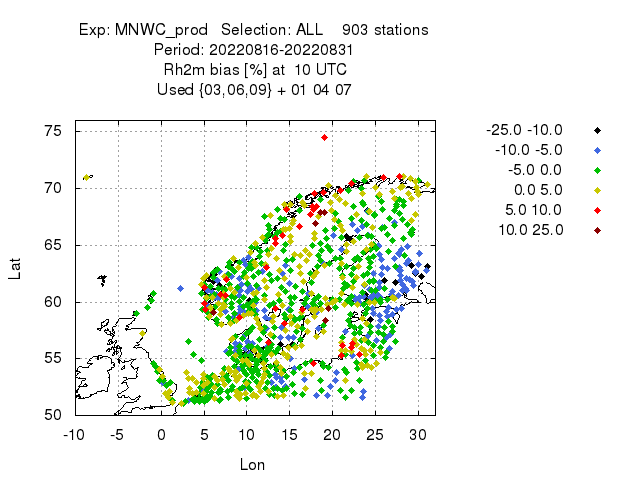 Exp: MNWC_prod   Selection: ALL    903 stations
Period: 20220816-20220831
Rh2m bias [%] at  10 UTC
Used {03,06,09} + 01 04 07
-25.0 -10.0
-10.0 -5.0
-5.0 0.0
0.0 5.0
5.0 10.0
10.0 25.0
75
70
65
60
55
50
Lat
-10 -5 0 5 10 15 20 25 30
Lon